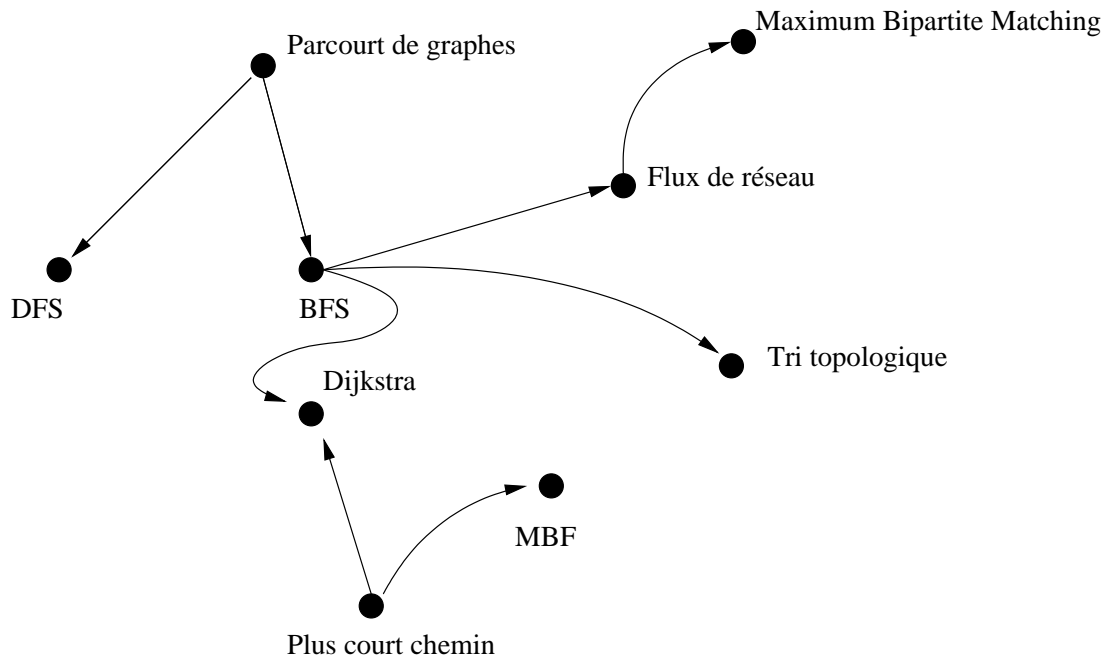 Maximum Bipartite Matching
Parcourt de graphes
Flux de réseau
DFS
BFS
Tri topologique
Dijkstra
MBF
Plus court chemin